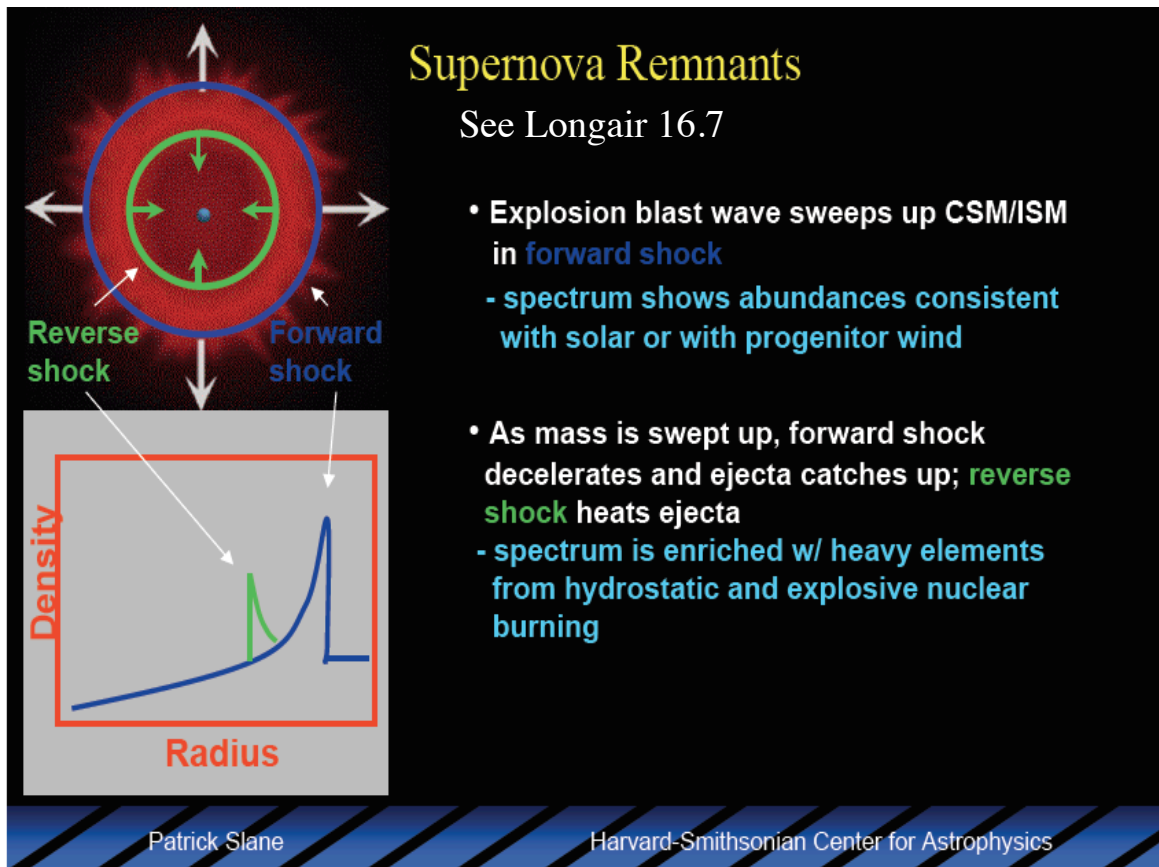 Supernova Remnants
See Longair 16.7
• Explosion blast wave sweeps up CSM/ISM
in forward shock
- spectrum shows abundances consistent
with solar or with progenitor wind
• As mass is swept up, forward shock
decelerates and ejecta catches up; reverse
shock heats ejecta
- spectrum is enriched w/ heavy elements
from hydrostatic and explosive nuclear
burning
Reverse
shock
Forward
shock
Density
Radius
Patrick Slane
Harvard-Smithsonian Center for Astrophysics